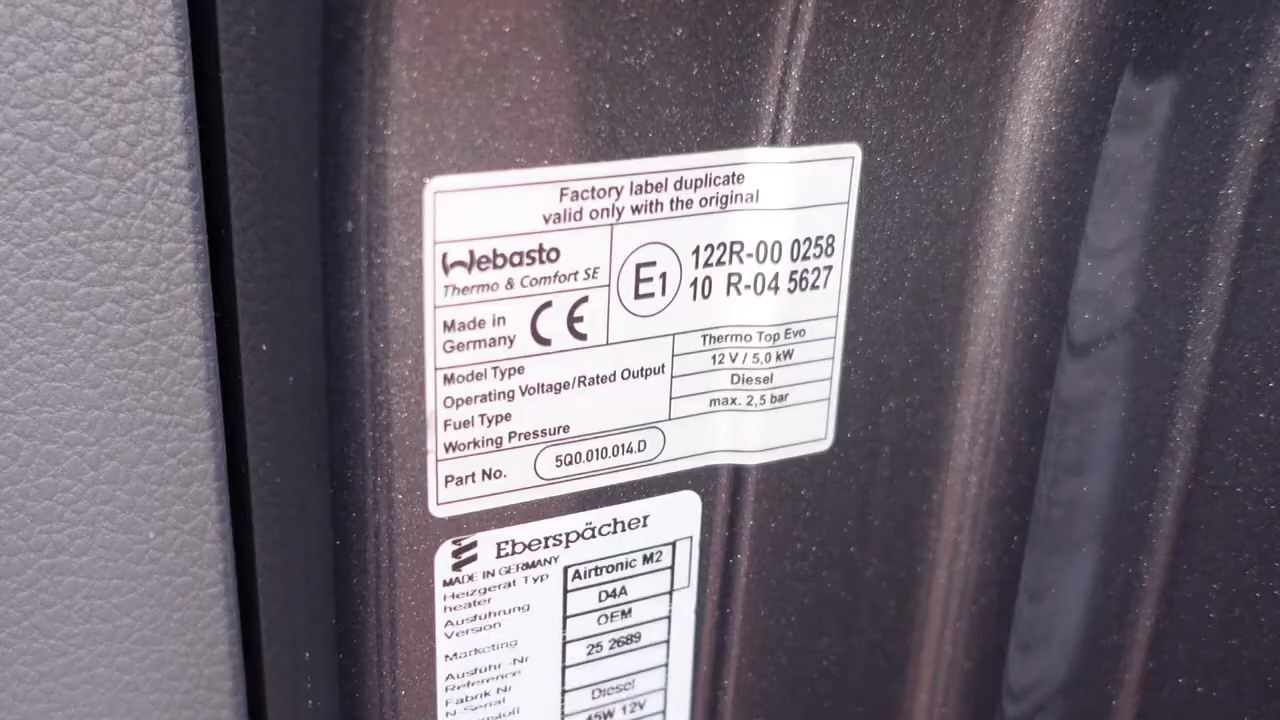 Factory label duplicate
valid only with the original
Webasto
Thermo & Comfort SE
E1
122R-00 0258
10 R-04 5627
Made in
Germany
CE
Model Type
Thermo Top Evo
Operating Voltage/Rated Output
12 V / 5,0 kW
Fuel Type
Diesel
Working Pressure
max. 2,5 bar
Part No.
5Q0.010.014.D
Eberspächer
MADE IN GERMANY
Heizgerät Typ
heater
Airtronic M2
D4A
Ausführung
Version
OEM
Marketing
25 2689
Ausführ.-Nr
Reference
Fabrik Nr
N-Serial
Diesel
45W 12V